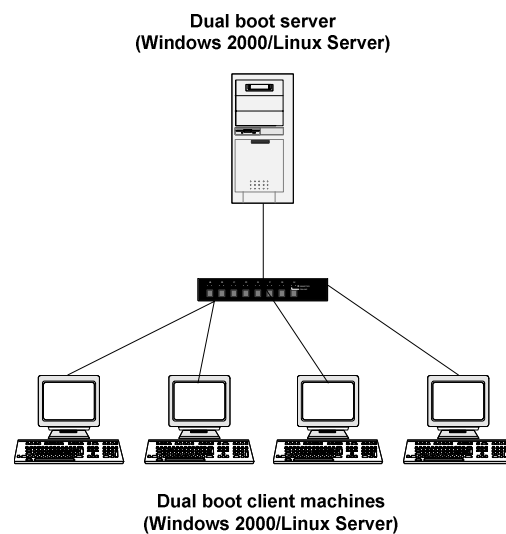 Dual boot server
(Windows 2000/Linux Server)
Dual boot client machines
(Windows 2000/Linux Server)